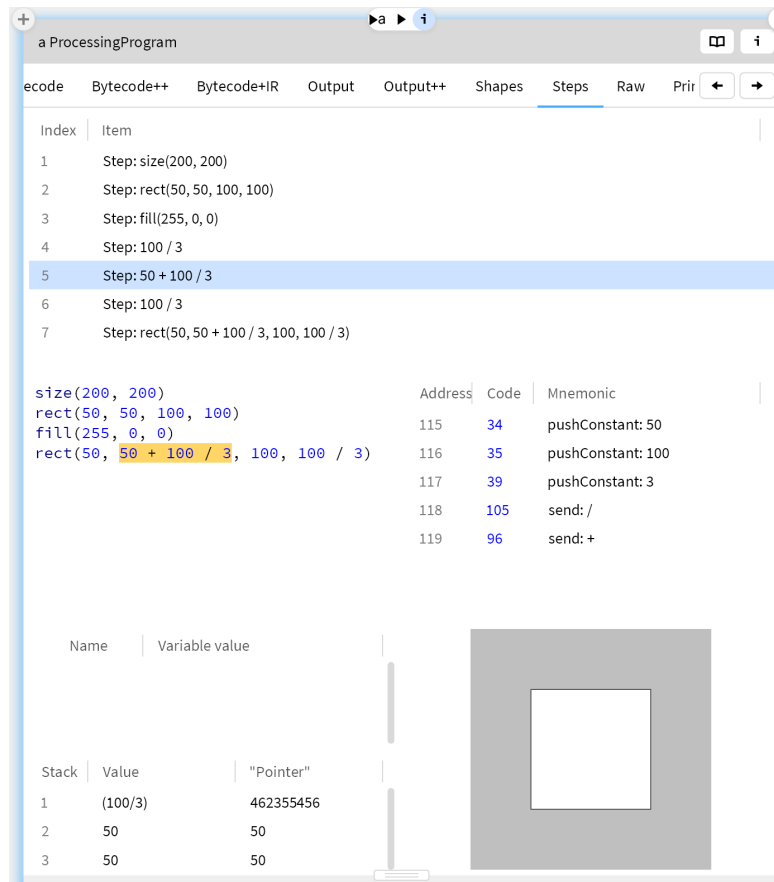 a
i
a ProcessingProgram
i
ecode Bytecode++ Bytecode+IR Output Output++ Shapes Steps Raw Prir
Index Item
1 Step: size(200, 200)
2 Step: rect(50, 50, 100, 100)
3 Step: fill(255, 0, 0)
4 Step: 100 / 3
5 Step: 50 + 100 / 3
6 Step: 100 / 3
7 Step: rect(50, 50 + 100 / 3, 100, 100 / 3)
size(200, 200)
rect(50, 50, 100, 100)
fill(255, 0, 0)
rect(50, 50 + 100 / 3, 100, 100 / 3)
Address Code Mnemonic
115 34 pushConstant: 50
116 35 pushConstant: 100
117 39 pushConstant: 3
118 105 send: /
119 96 send: +
Name Variable value
Stack Value "Pointer"
1 (100/3) 462355456
2 50 50
3 50 50